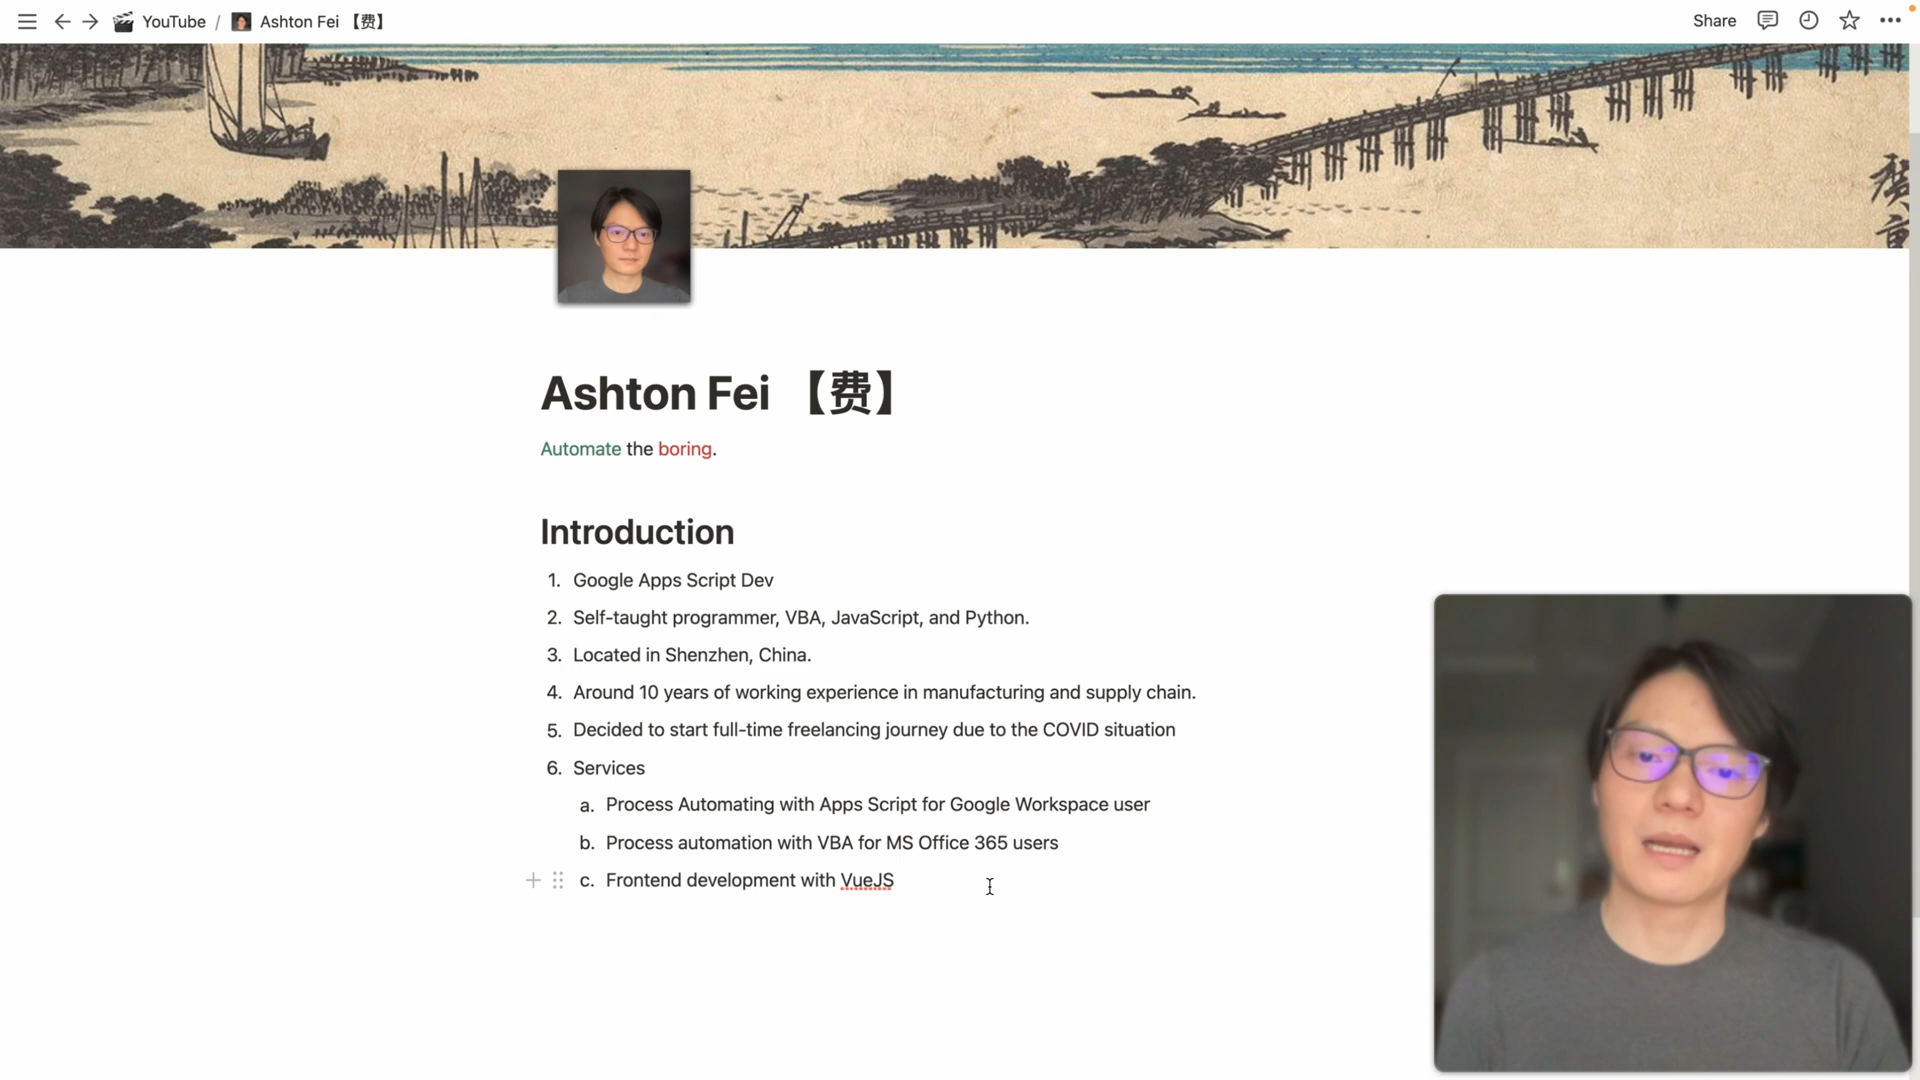 YouTube / Ashton Fei 【费】
Share
Ashton Fei 【费】
Automate the boring.
Introduction
1. Google Apps Script Dev
2. Self-taught programmer, VBA, JavaScript, and Python.
3. Located in Shenzhen, China.
4. Around 10 years of working experience in manufacturing and supply chain.
5. Decided to start full-time freelancing journey due to the COVID situation
6. Services
a. Process Automating with Apps Script for Google Workspace user
b. Process automation with VBA for MS Office 365 users
c. Frontend development with VueJS